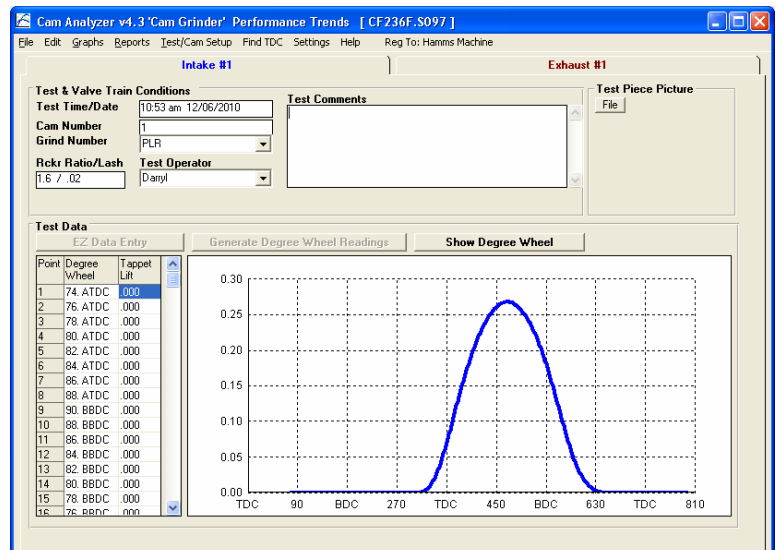 Cam Analyzer v4.3 'Cam Grinder' Performance Trends [ CF236F.S097 ]
File Edit Graphs Reports Test/Cam Setup Find TDC Settings Help Reg To: Hamms Machine
Intake #1 Exhaust #1
Test & Valve Train Conditions
Test Time/Date 10:53 am 12/06/2010
Cam Number 1
Grind Number PLR
Rckr Ratio/Lash Test Operator
1.6 / .02 Darryl
Test Comments
Test Piece Picture
File
Test Data
EZ Data Entry Generate Degree Wheel Readings Show Degree Wheel
Point Degree Wheel Tappet Lift
1 74. ATDC .000
2 76. ATDC .000
3 78. ATDC .000
4 80. ATDC .000
5 82. ATDC .000
6 84. ATDC .000
7 86. ATDC .000
8 88. ATDC .000
9 90. BBDC .000
10 88. BBDC .000
11 86. BBDC .000
12 84. BBDC .000
13 82. BBDC .000
14 80. BBDC .000
15 78. BBDC .000
16 76. BBDC .000
0.30
0.25
0.20
0.15
0.10
0.05
0.00
TDC 90 BDC 270 TDC 450 BDC 630 TDC 810